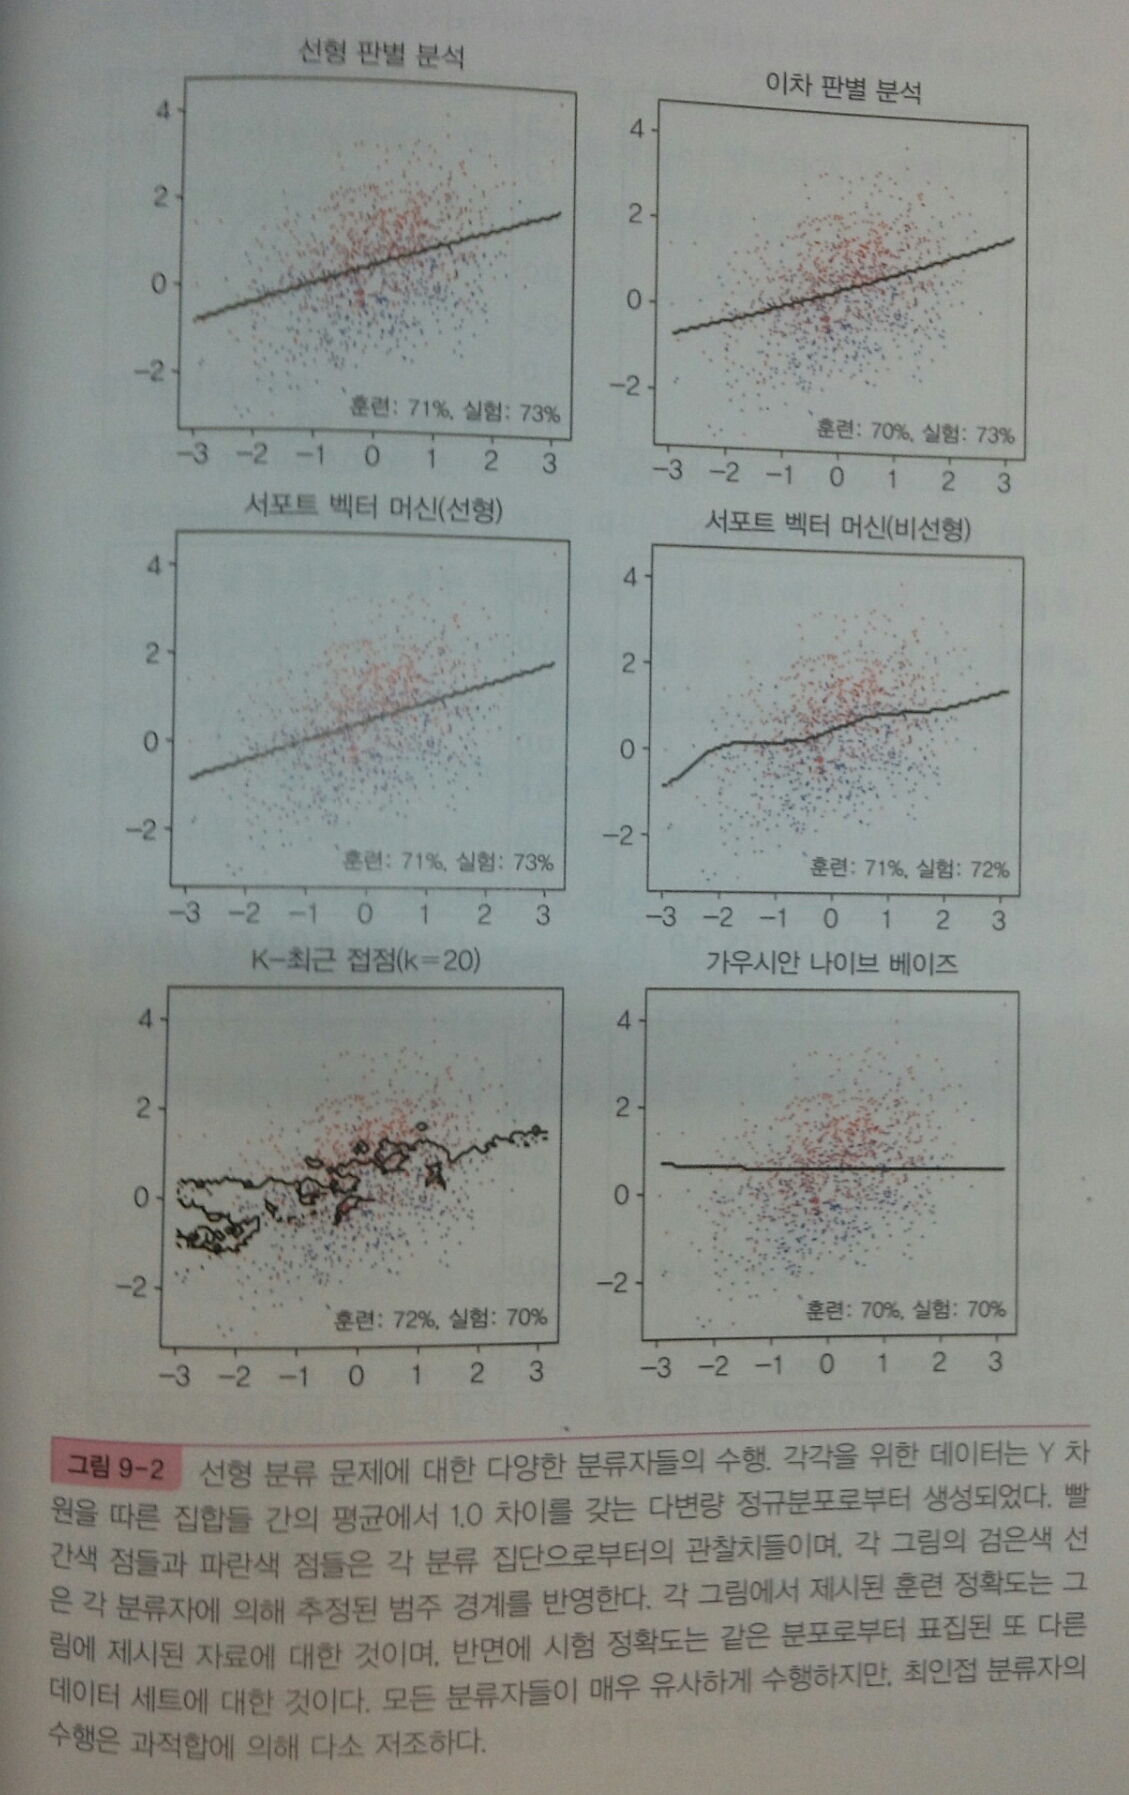 선형 판별 분석
4
2
0
−2
훈련: 71%, 실험: 73%
−3 −2 −1 0 1 2 3
이차 판별 분석
4
2
0
−2
훈련: 70%, 실험: 73%
−3 −2 −1 0 1 2 3
서포트 벡터 머신(선형)
4
2
0
−2
훈련: 71%, 실험: 73%
−3 −2 −1 0 1 2 3
서포트 벡터 머신(비선형)
4
2
0
−2
훈련: 71%, 실험: 72%
−3 −2 −1 0 1 2 3
K−최근 접점(k=20)
4
2
0
−2
훈련: 72%, 실험: 70%
−3 −2 −1 0 1 2 3
가우시안 나이브 베이즈
4
2
0
−2
훈련: 70%, 실험: 70%
−3 −2 −1 0 1 2 3
그림 9-2 선형 분류 문제에 대한 다양한 분류자들의 수행. 각각을 위한 데이터는 Y 차
원을 따른 집합들 간의 평균에서 1.0 차이를 갖는 다변량 정규분포로부터 생성되었다. 빨
간색 점들과 파란색 점들은 각 분류 집단으로부터의 관찰치들이며, 각 그림의 검은색 선
은 각 분류자에 의해 추정된 범주 경계를 반영한다. 각 그림에서 제시된 훈련 정확도는 그
림에 제시된 자료에 대한 것이며, 반면에 시험 정확도는 같은 분포로부터 표집된 또 다른
데이터 세트에 대한 것이다. 모든 분류자들이 매우 유사하게 수행하지만, 최인접 분류자의
수행은 과적합에 의해 다소 저조하다.